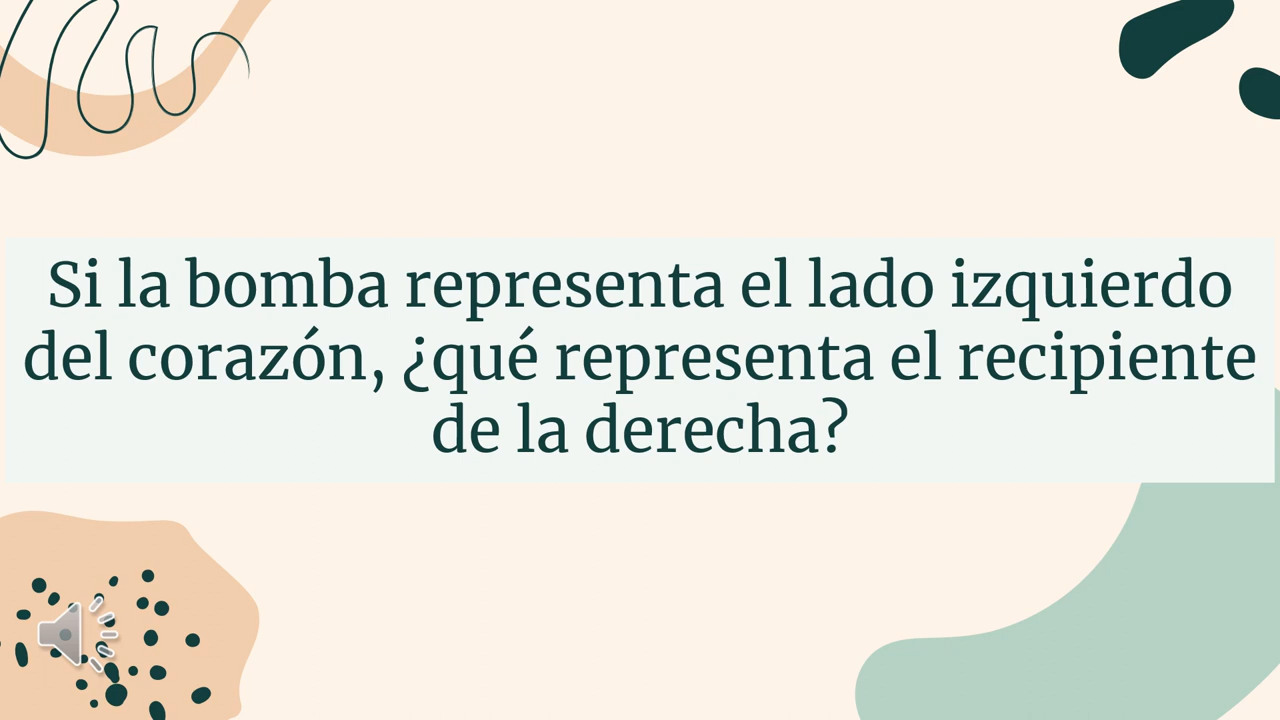 Si la bomba representa el lado izquierdo
del corazón, ¿qué representa el recipiente
de la derecha?